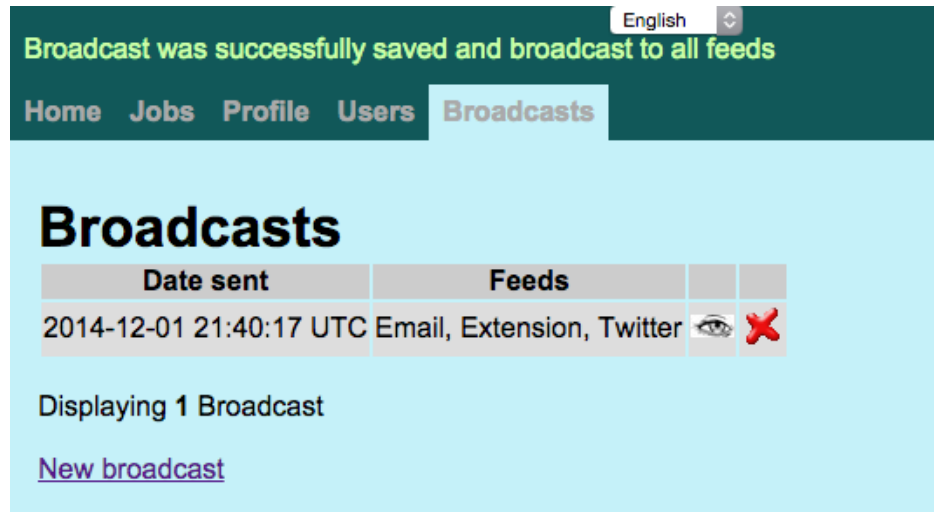 English
Broadcast was successfully saved and broadcast to all feeds
Home Jobs Profile Users Broadcasts
Broadcasts
Date sent Feeds
2014-12-01 21:40:17 UTC Email, Extension, Twitter
Displaying 1 Broadcast
New broadcast